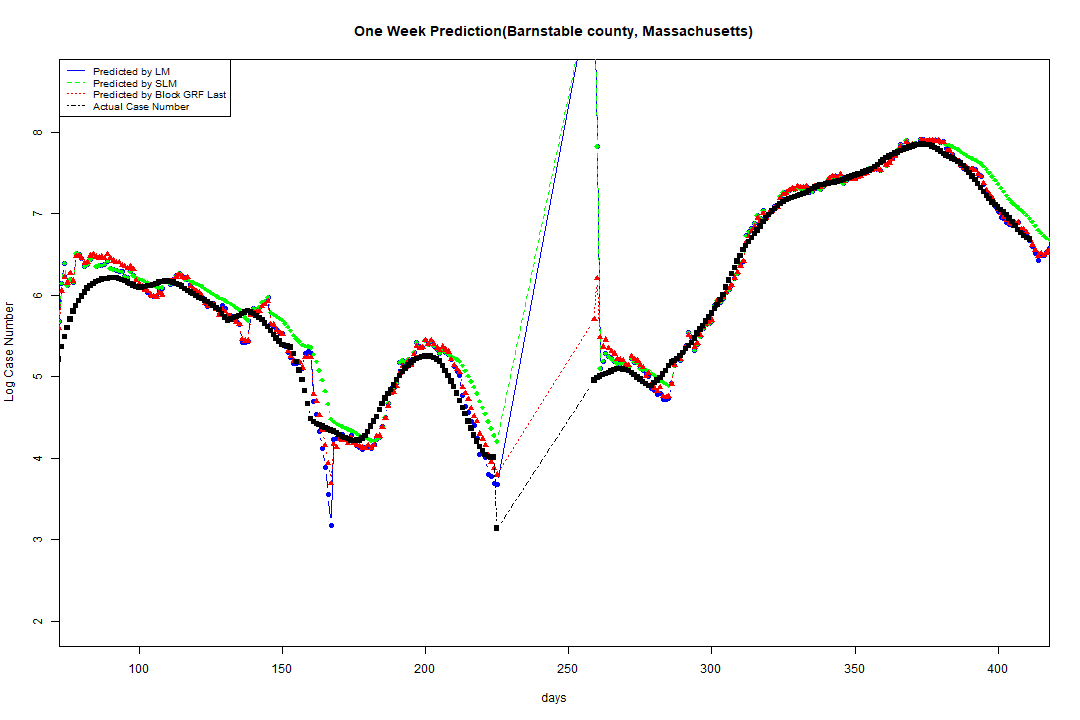 One Week Prediction(Barnstable county, Massachusetts)
Predicted by LM
Predicted by SLM
Predicted by Block GRF Last
Actual Case Number
8
7
6
5
4
3
2
Log Case Number
100 150 200 250 300 350 400
days